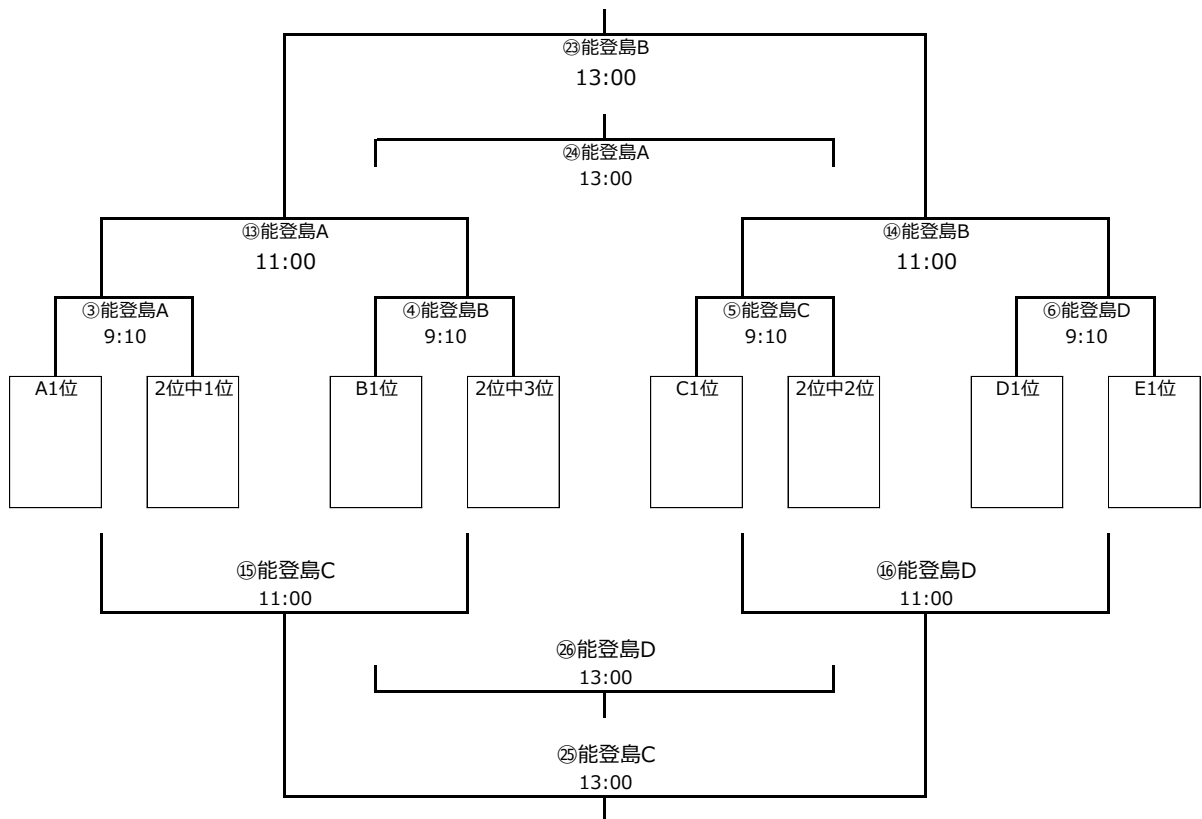 ㉓能登島B
13:00
㉔能登島A
13:00
⑬能登島A
11:00
⑭能登島B
11:00
③能登島A
9:10
④能登島B
9:10
⑤能登島C
9:10
⑥能登島D
9:10
A1位
2位中1位
B1位
2位中3位
C1位
2位中2位
D1位
E1位
⑮能登島C
11:00
⑯能登島D
11:00
㉖能登島D
13:00
㉕能登島C
13:00